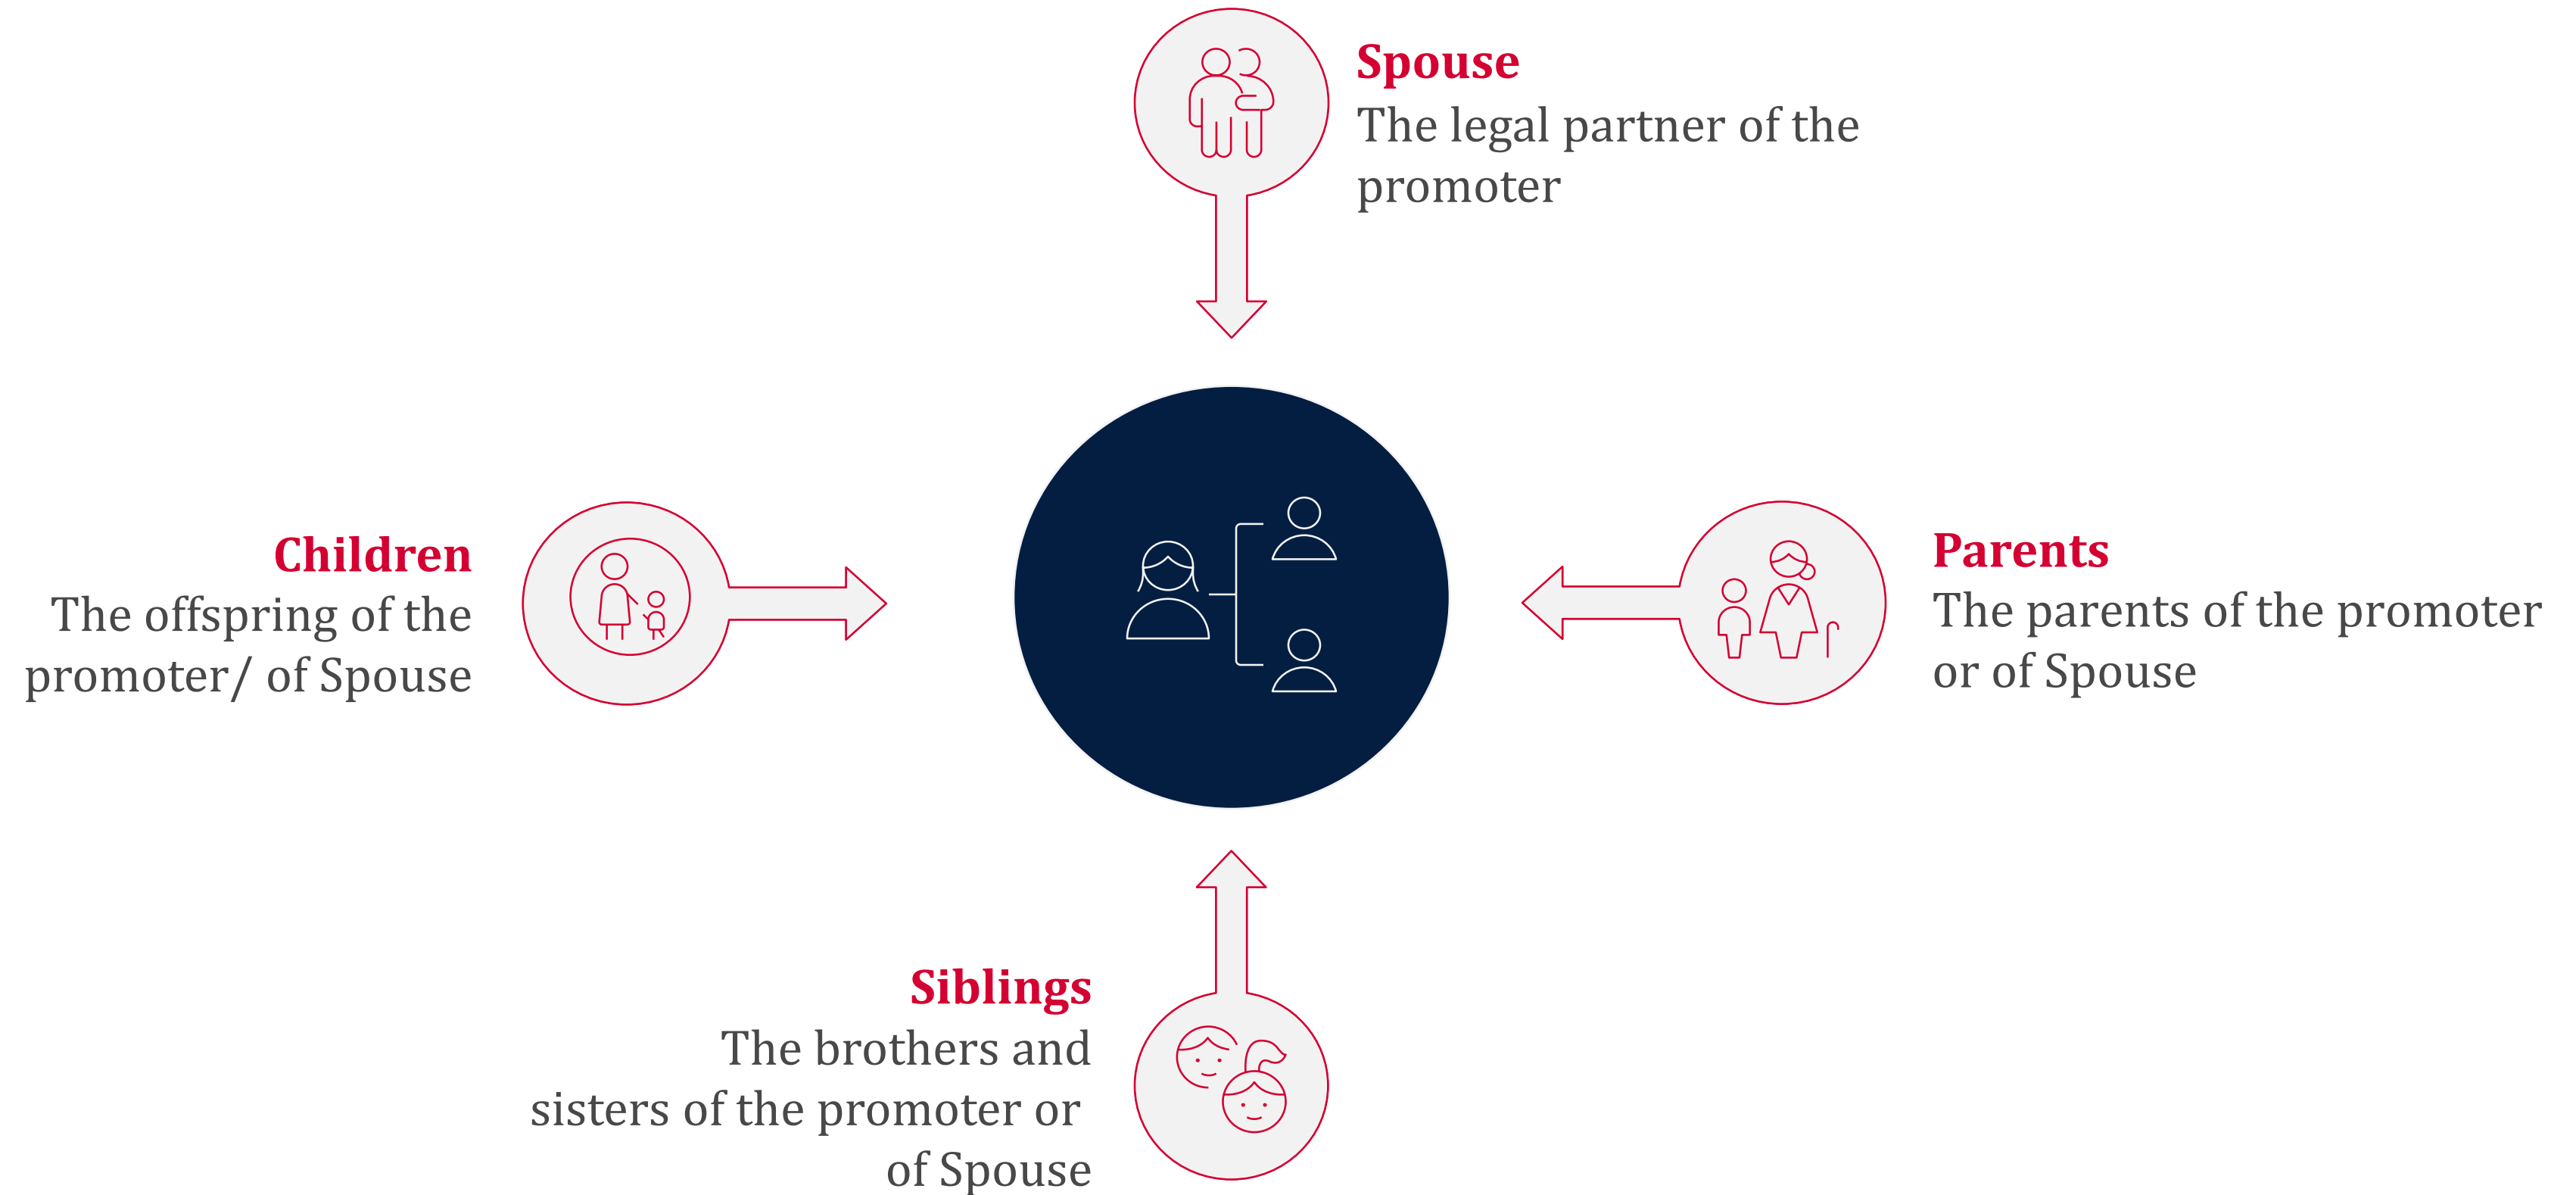 Spouse
The legal partner of the
promoter
Children
The offspring of the
promoter/ of Spouse
Parents
The parents of the promoter
or of Spouse
Siblings
The brothers and
sisters of the promoter or
of Spouse